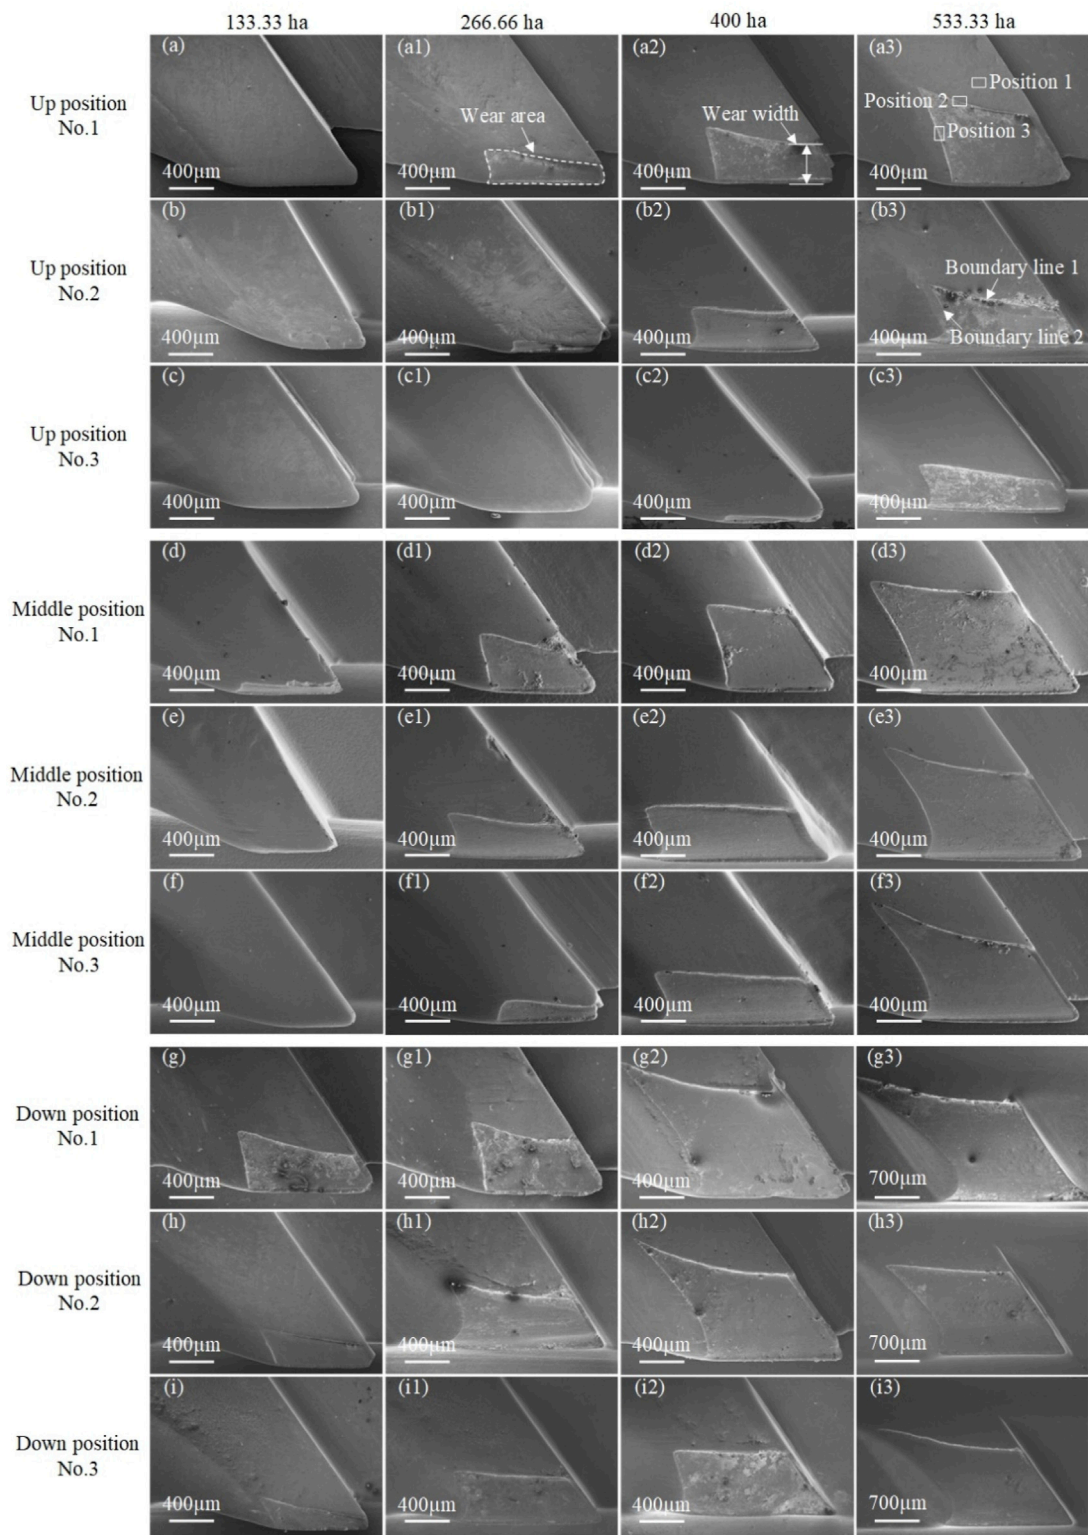 133.33 ha 266.66 ha 400 ha 533.33 ha
Up position
No.1
(a) (a1) (a2) (a3)
Wear area
Wear width
Position 1
Position 2
Position 3
400μm 400μm 400μm 400μm
Up position
No.2
(b) (b1) (b2) (b3)
Boundary line 1
Boundary line 2
400μm 400μm 400μm 400μm
Up position
No.3
(c) (c1) (c2) (c3)
400μm 400μm 400μm 400μm
Middle position
No.1
(d) (d1) (d2) (d3)
400μm 400μm 400μm 400μm
Middle position
No.2
(e) (e1) (e2) (e3)
400μm 400μm 400μm 400μm
Middle position
No.3
(f) (f1) (f2) (f3)
400μm 400μm 400μm 400μm
Down position
No.1
(g) (g1) (g2) (g3)
400μm 400μm 400μm 700μm
Down position
No.2
(h) (h1) (h2) (h3)
400μm 400μm 400μm 700μm
Down position
No.3
(i) (i1) (i2) (i3)
400μm 400μm 400μm 700μm